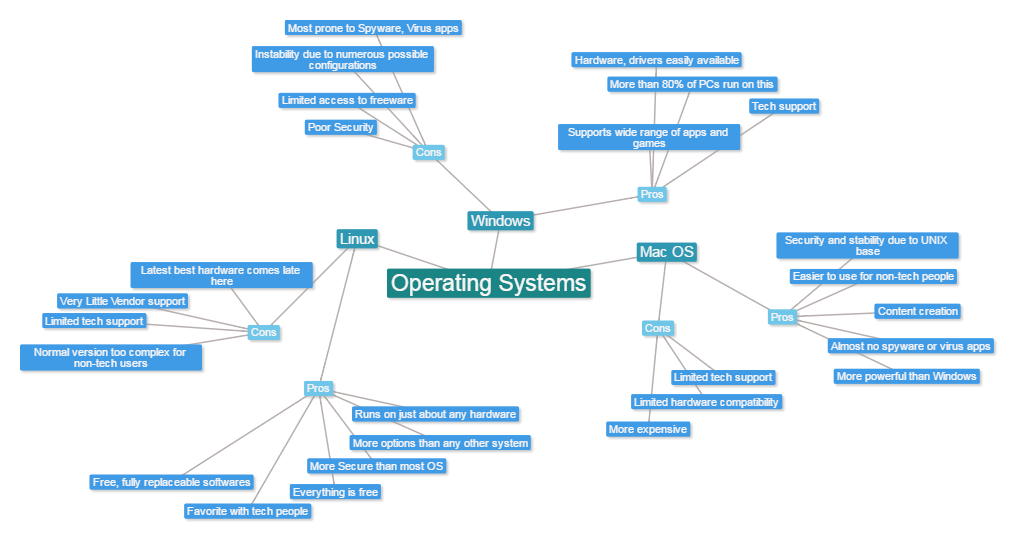 Operating Systems
Windows
Cons
Most prone to Spyware, Virus apps
Instability due to numerous possible
configurations
Limited access to freeware
Poor Security
Pros
Hardware, drivers easily available
More than 80% of PCs run on this
Tech support
Supports wide range of apps and
games
Mac OS
Pros
Security and stability due to UNIX
base
Easier to use for non-tech people
Content creation
Almost no spyware or virus apps
More powerful than Windows
Cons
Limited tech support
Limited hardware compatibility
More expensive
Linux
Cons
Latest best hardware comes late
here
Very Little Vendor support
Limited tech support
Normal version too complex for
non-tech users
Pros
Runs on just about any hardware
More options than any other system
More Secure than most OS
Everything is free
Favorite with tech people
Free, fully replaceable softwares